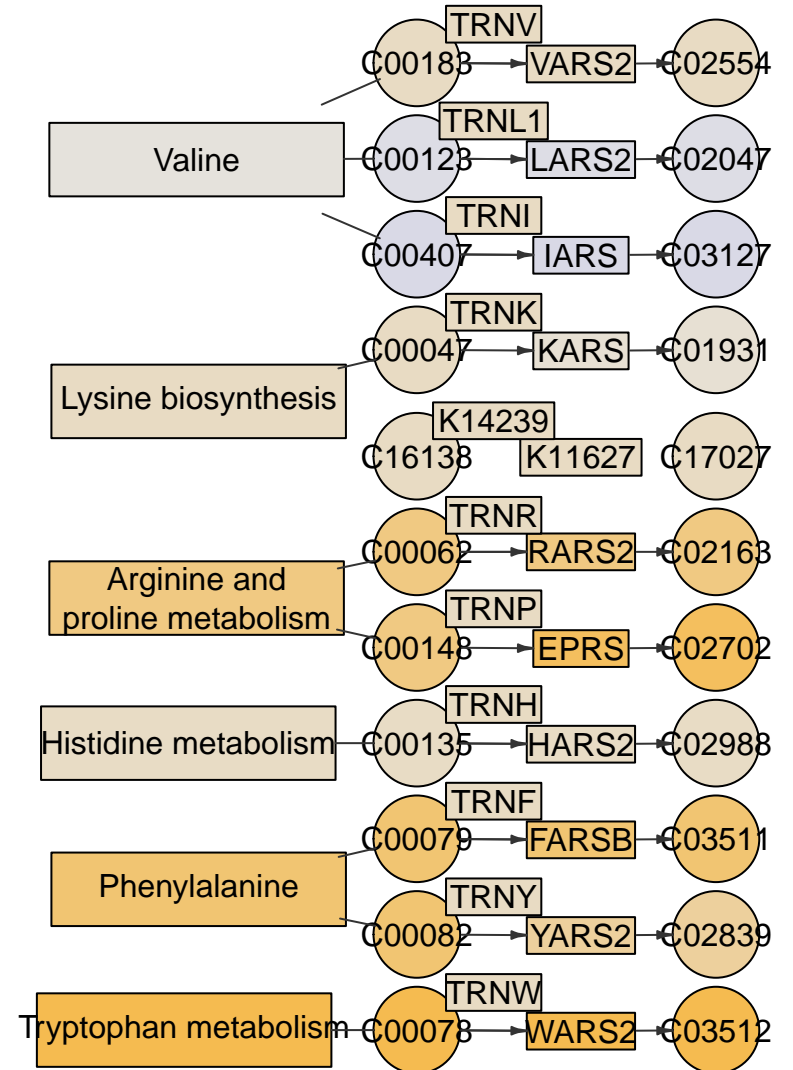 TRNV
C00183 VARS2 C02554
TRNL1
Valine C00123 LARS2 C02047
TRNI
C00407 IARS C03127
TRNK
C00047 KARS C01931
Lysine biosynthesis
K14239
C16138 K11627 C17027
TRNR
C00062 RARS2 C02163
Arginine and
proline metabolism
TRNP
C00148 EPRS C02702
TRNH
Histidine metabolism C00135 HARS2 C02988
TRNF
C00079 FARSB C03511
Phenylalanine
TRNY
C00082 YARS2 C02839
TRNW
Tryptophan metabolism C00078 WARS2 C03512